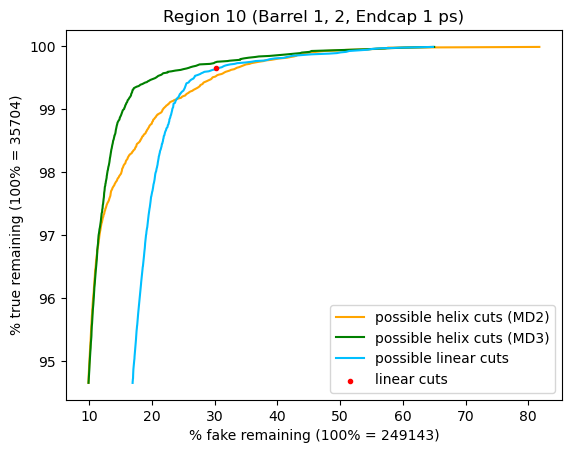 Region 10 (Barrel 1, 2, Endcap 1 ps)
% true remaining (100% = 35704)
100
99
98
97
96
95
possible helix cuts (MD2)
possible helix cuts (MD3)
possible linear cuts
linear cuts
10 20 30 40 50 60 70 80
% fake remaining (100% = 249143)